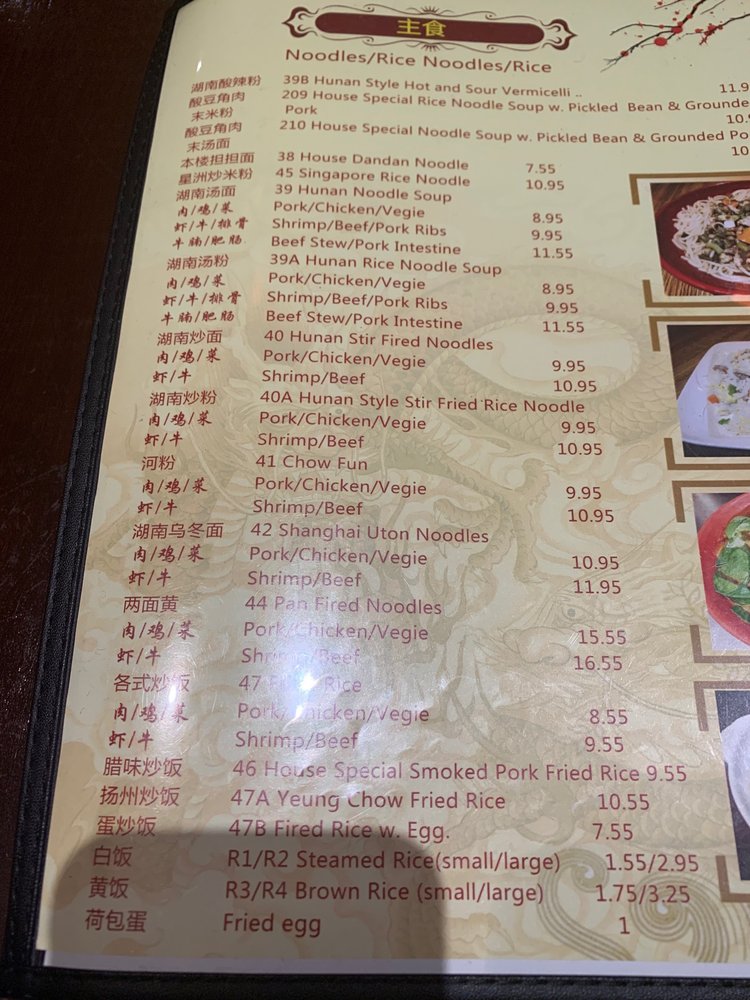 主食
Noodles/Rice Noodles/Rice
湖南酸辣粉 39B Hunan Style Hot and Sour Vermicelli .. 11.9
酸豆角肉 209 House Special Rice Noodle Soup w. Pickled Bean & Grounde
末米粉 Pork 10.9
酸豆角肉 210 House Special Noodle Soup w. Pickled Bean & Grounded Po
末汤面 10.
本楼担担面 38 House Dandan Noodle 7.55
星洲炒米粉 45 Singapore Rice Noodle 10.95
湖南汤面 39 Hunan Noodle Soup
肉/鸡/菜 Pork/Chicken/Vegie 8.95
虾/牛/排骨 Shrimp/Beef/Pork Ribs 9.95
牛腩/肥肠 Beef Stew/Pork Intestine 11.55
湖南汤粉 39A Hunan Rice Noodle Soup
肉/鸡/菜 Pork/Chicken/Vegie 8.95
虾/牛/排骨 Shrimp/Beef/Pork Ribs 9.95
牛腩/肥肠 Beef Stew/Pork Intestine 11.55
湖南炒面 40 Hunan Stir Fired Noodles
肉/鸡/菜 Pork/Chicken/Vegie 9.95
虾/牛 Shrimp/Beef 10.95
湖南炒粉 40A Hunan Style Stir Fried Rice Noodle
肉/鸡/菜 Pork/Chicken/Vegie 9.95
虾/牛 Shrimp/Beef 10.95
河粉 41 Chow Fun
肉/鸡/菜 Pork/Chicken/Vegie 9.95
虾/牛 Shrimp/Beef 10.95
湖南乌冬面 42 Shanghai Uton Noodles
肉/鸡/菜 Pork/Chicken/Vegie 10.95
虾/牛 Shrimp/Beef 11.95
两面黄 44 Pan Fired Noodles
肉/鸡/菜 Pork/Chicken/Vegie 15.55
虾/牛 Shrimp/Beef 16.55
各式炒饭 47 Rice
肉/鸡/菜 Pork/Chicken/Vegie 8.55
虾/牛 Shrimp/Beef 9.55
腊味炒饭 46 House Special Smoked Pork Fried Rice 9.55
扬州炒饭 47A Yeung Chow Fried Rice 10.55
蛋炒饭 47B Fired Rice w. Egg. 7.55
白饭 R1/R2 Steamed Rice(small/large) 1.55/2.95
黄饭 R3/R4 Brown Rice (small/large) 1.75/3.25
荷包蛋 Fried egg 1